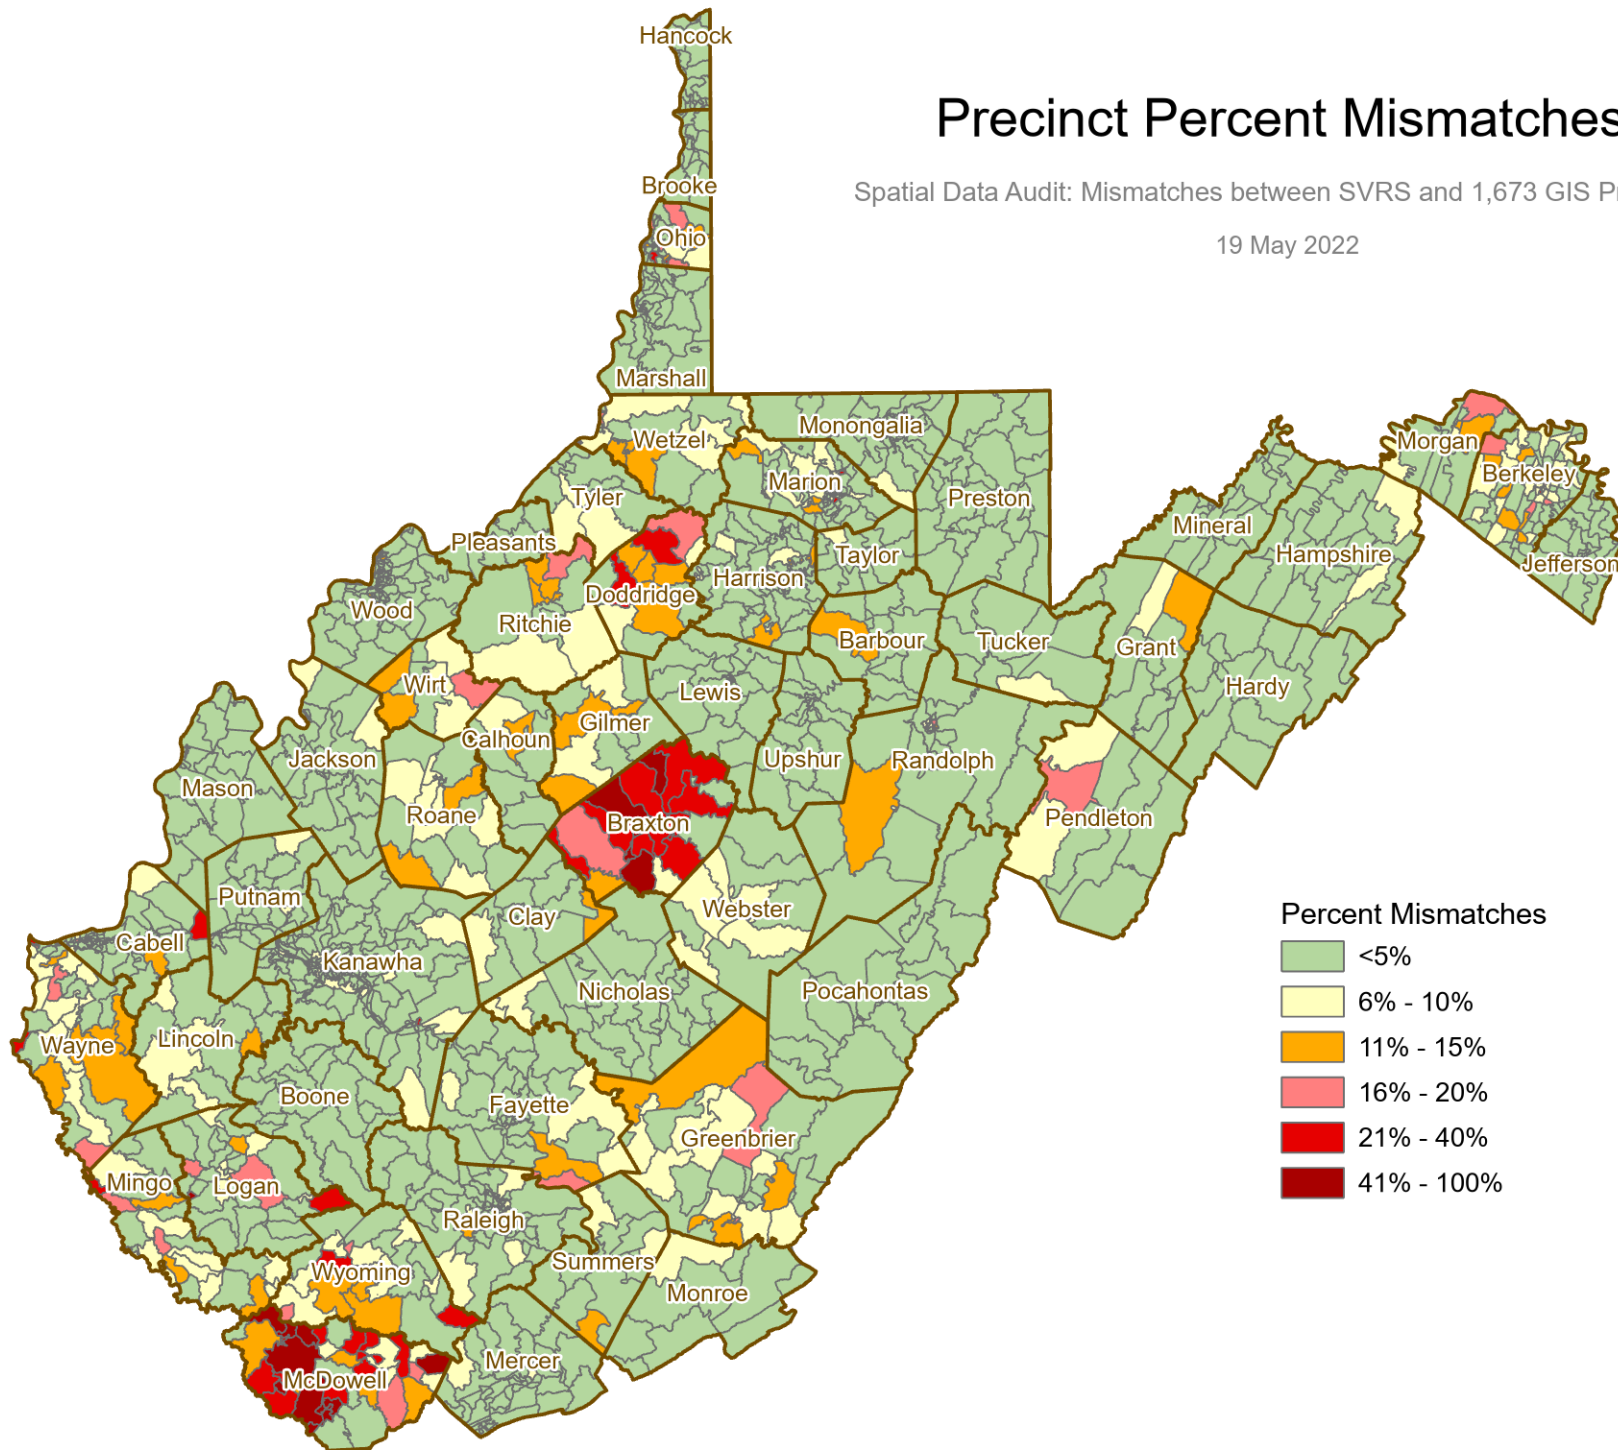 Hancock
Precinct Percent Mismatches
Brooke
Spatial Data Audit: Mismatches between SVRS and 1,673 GIS
Ohio
19 May 2022
Marshall
Wetzel
Monongalia
Morgan
Marion
Berkeley
Tyler
Preston
Mineral
Pleasants
Taylor
Hampshire
Jefferson
Harrison
Doddridge
Wood
Ritchie
Barbour
Tucker
Grant
Wirt
Lewis
Hardy
Calhoun
Gilmer
Jackson
Upshur
Randolph
Mason
Roane
Braxton
Pendleton
Putnam
Webster
Clay
Cabell
Kanawha
Nicholas
Pocahontas
Wayne
Lincoln
Boone
Fayette
Greenbrier
Mingo
Logan
Raleigh
Summers
Wyoming
Monroe
McDowell
Mercer
Percent Mismatches
<5%
6% - 10%
11% - 15%
16% - 20%
21% - 40%
41% - 100%